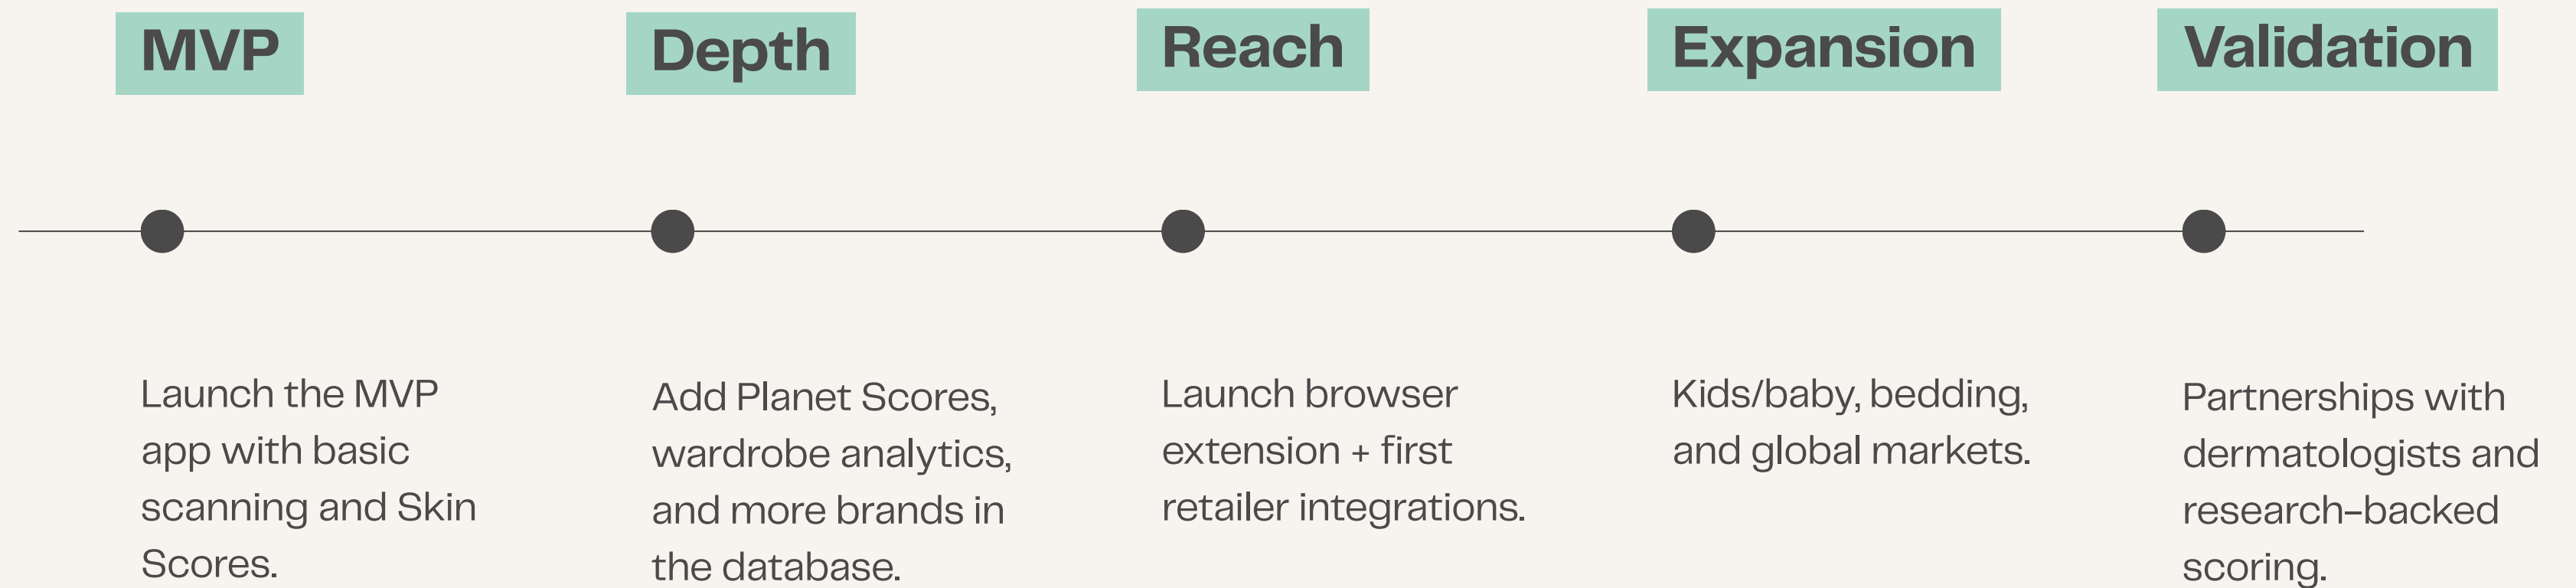 MVP
Depth
Reach
Expansion
Validation
Launch the MVP
app with basic
scanning and Skin
Scores.
Add Planet Scores,
wardrobe analytics,
and more brands in
the database.
Launch browser
extension + first
retailer integrations.
Kids/baby, bedding,
and global markets.
Partnerships with
dermatologists and
research-backed
scoring.